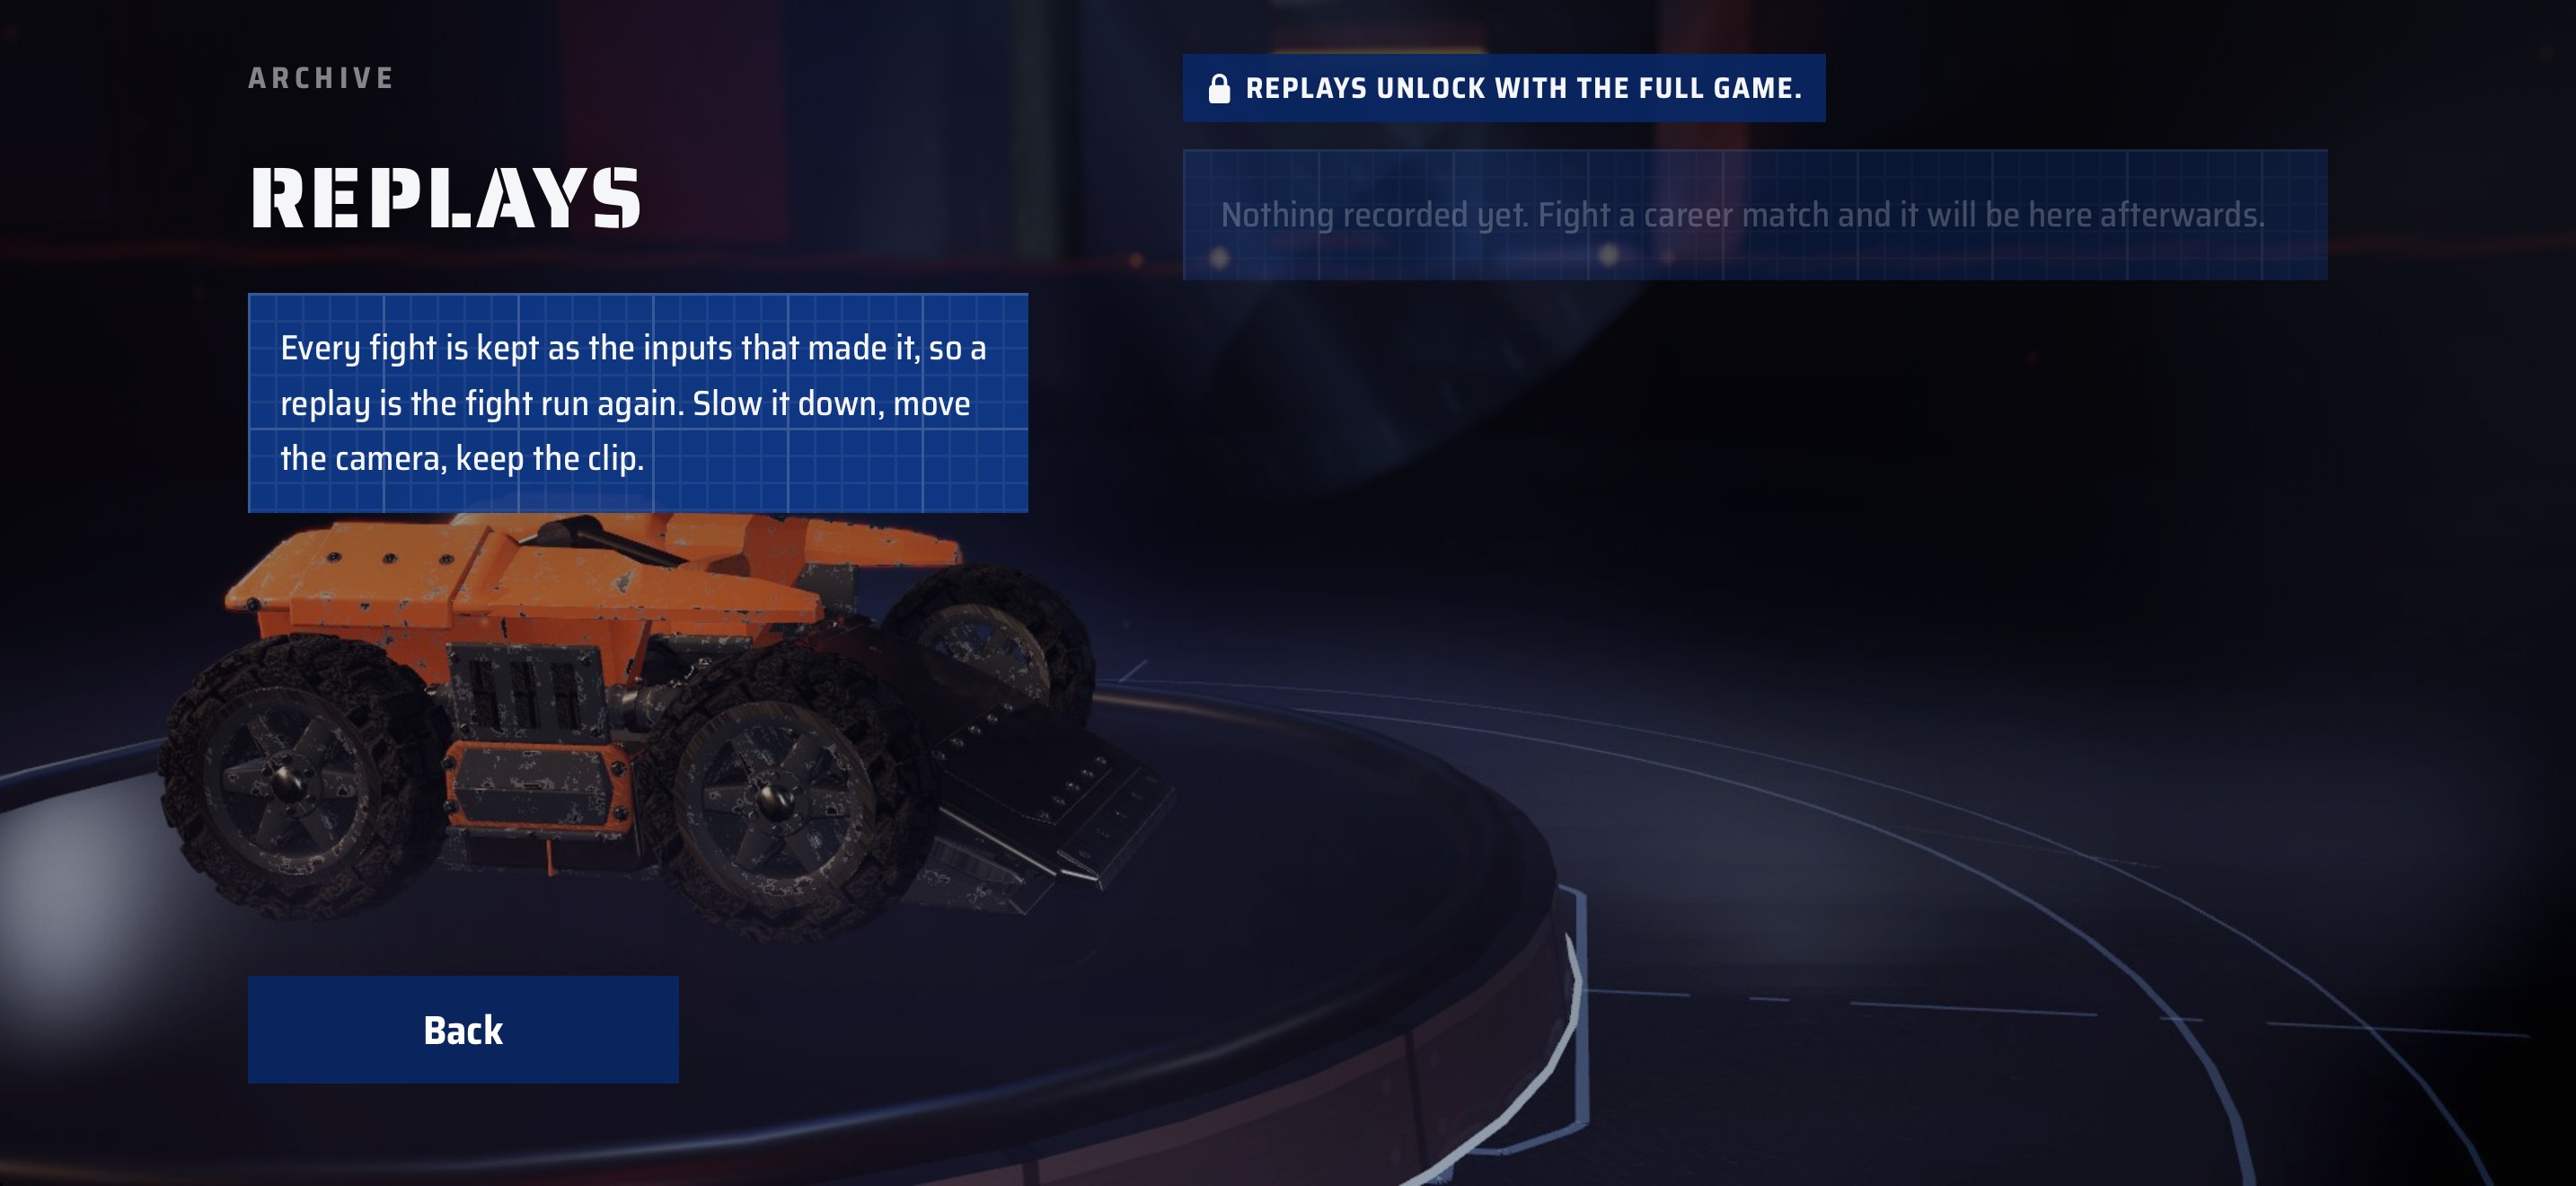 ARCHIVE
REPLAYS
Every fight is kept as the inputs that made it, so a
replay is the fight run again. Slow it down, move
the camera, keep the clip.
Back
REPLAYS UNLOCK WITH THE FULL GAME.
Nothing recorded yet. Fight a career match and it will be here afterwards.